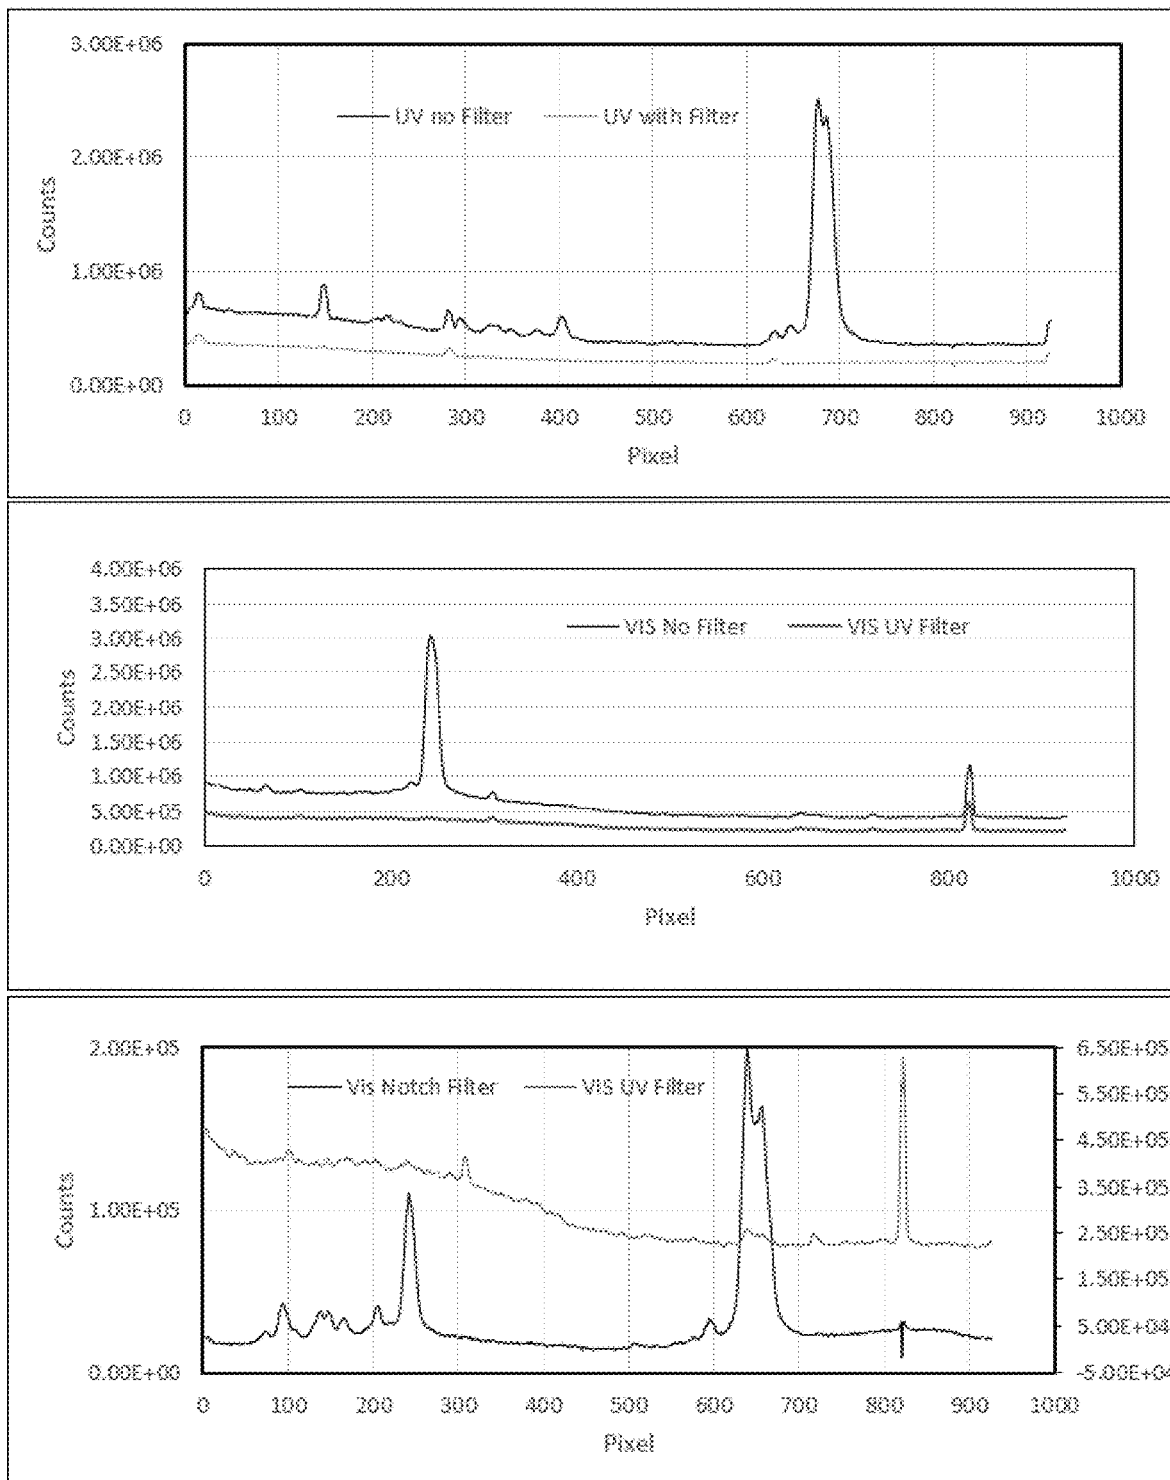 3.00E+06
UV no Filter UV with Filter
2.00E+06
Counts
1.00E+06
0.00E+00
0 100 200 300 400 500 600 700 800 900 1000
Pixel
4.00E+06
3.50E+06
VIS No Filter VIS UV Filter
3.00E+06
2.50E+06
Counts
2.00E+06
1.50E+06
1.00E+06
5.00E+05
0.00E+00
0 200 400 600 800 1000
Pixel
2.00E+05 6.50E+05
Vis Notch Filter VIS UV Filter
5.50E+05
4.50E+05
Counts
3.50E+05
1.00E+05
2.50E+05
1.50E+05
5.00E+04
0.00E+00 -5.00E+04
0 100 200 300 400 500 600 700 800 900 1000
Pixel